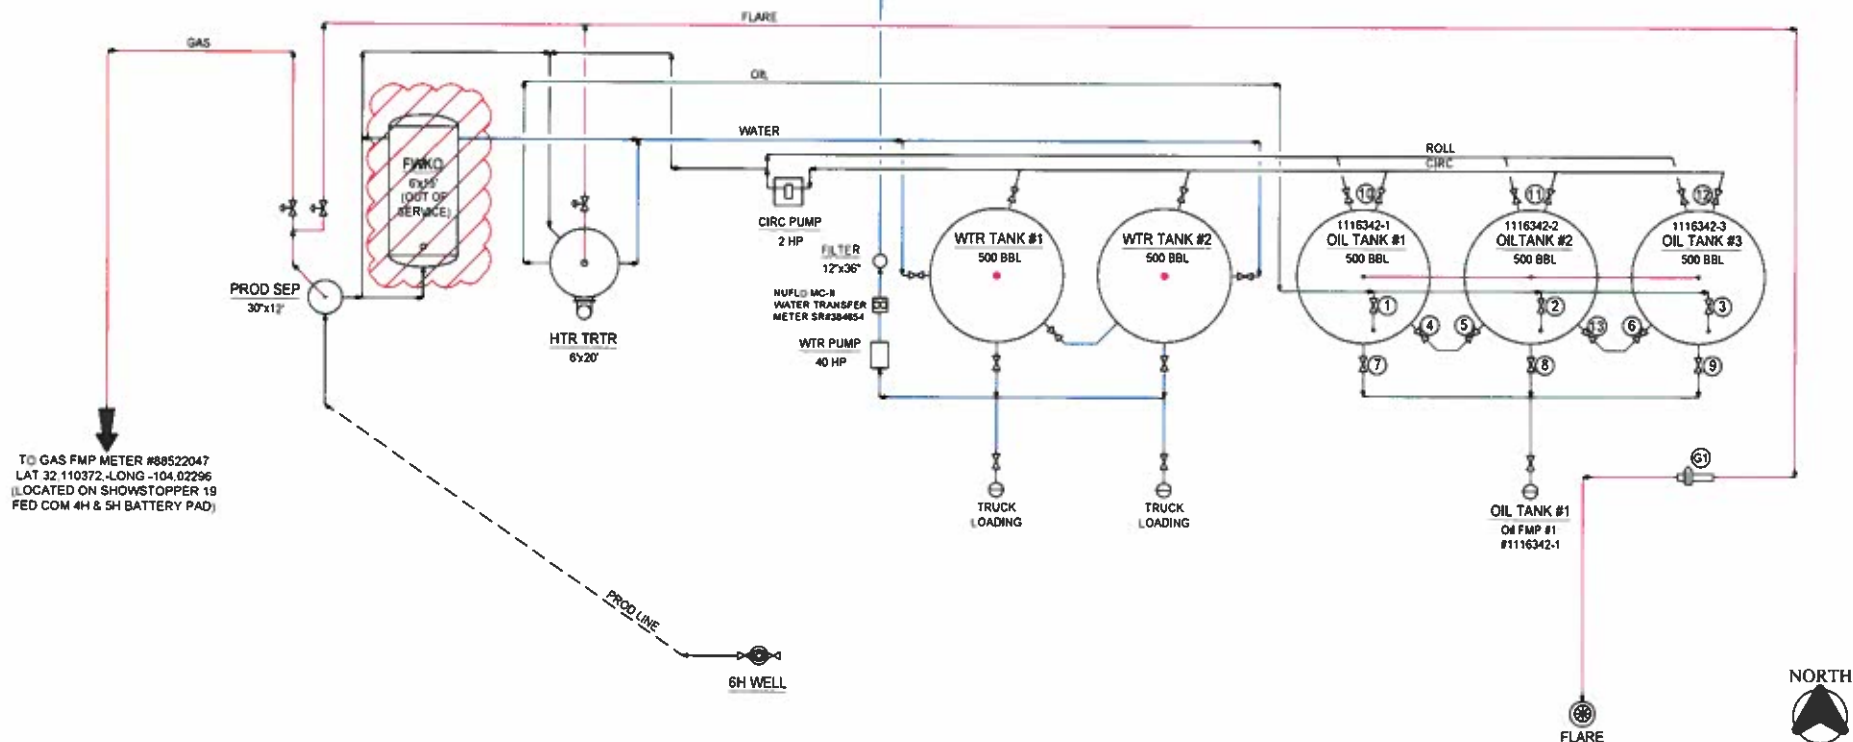 FLARE
GAS
OIL
WATER
ROLL
CIRC
FWKO
(OUT OF
SERVICE)
CIRC PUMP
2 HP
FILTER
12"x36"
NUFLO MC-II
WATER TRANSFER
METER SR#384654
WTR PUMP
40 HP
PROD SEP
30"x12'
HTR TRTR
6'x20'
WTR TANK #1
500 BBL
WTR TANK #2
500 BBL
1116342-1
OIL TANK #1
500 BBL
1116342-2
OIL TANK #2
500 BBL
1116342-3
OIL TANK #3
500 BBL
10
11
12
1
2
3
4
5
13
6
7
8
9
TO GAS FMP METER #88522047
LAT 32.110372,-LONG -104.02296
(LOCATED ON SHOWSTOPPER 19
FED COM 4H & 5H BATTERY PAD)
TRUCK
LOADING
TRUCK
LOADING
OIL TANK #1
Oil FMP #1
#1116342-1
G1
PROD LINE
6H WELL
FLARE
NORTH